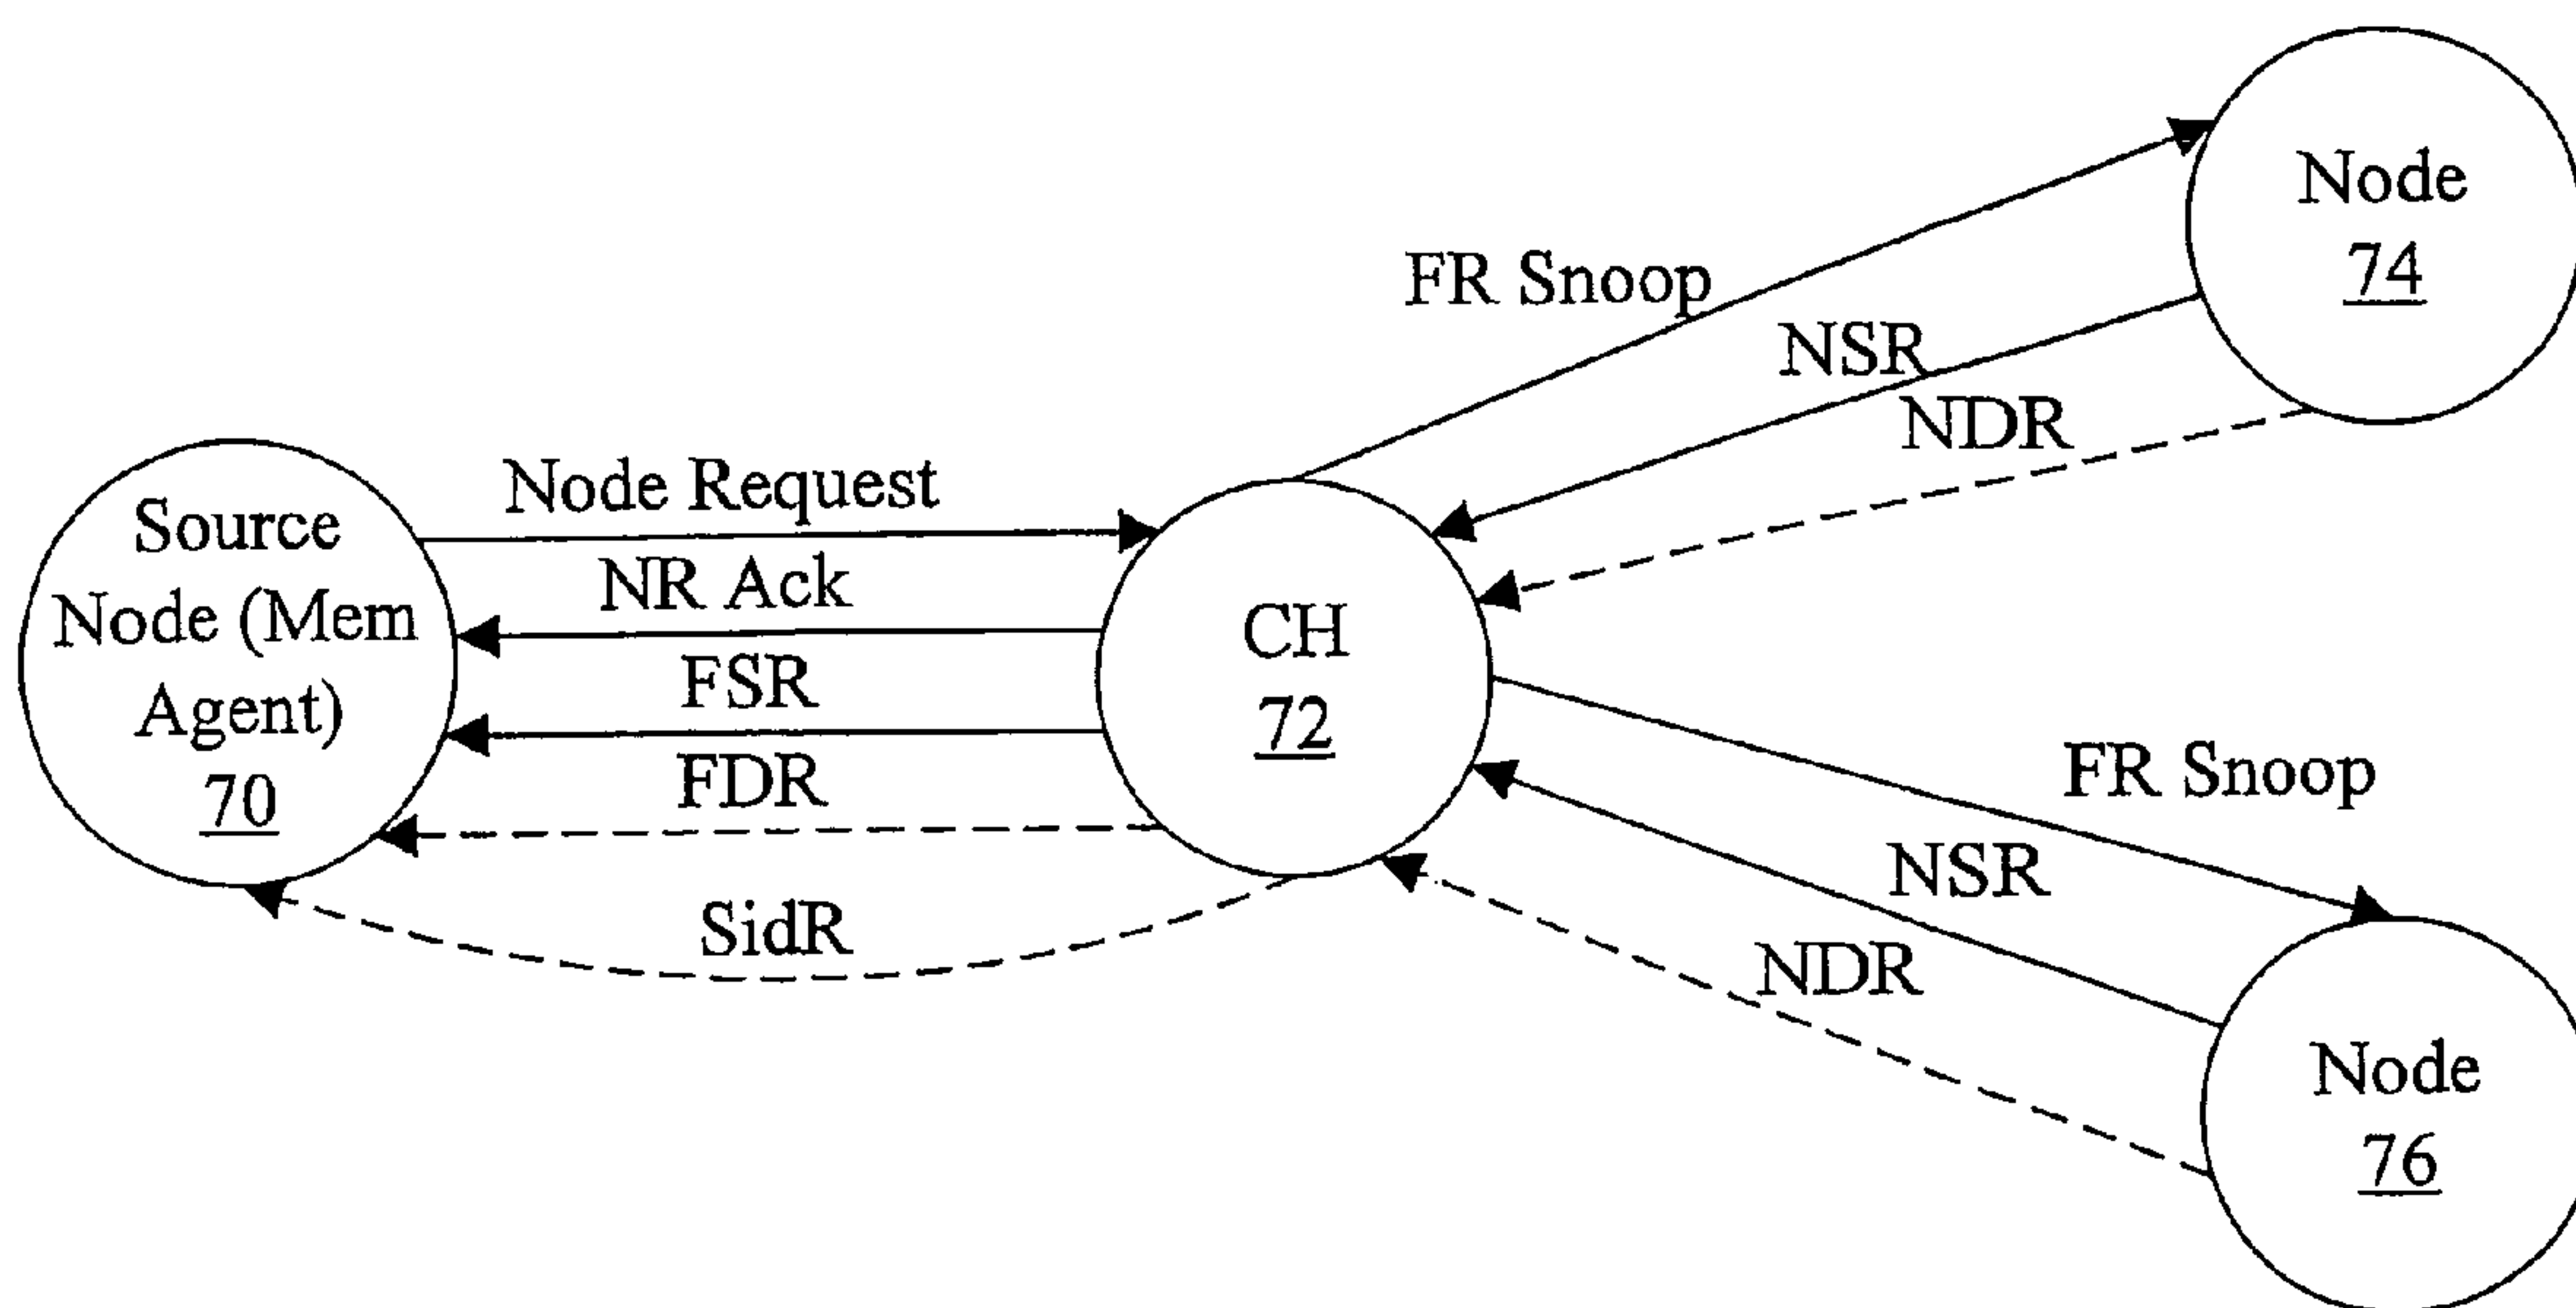 Source
Node (Mem
Agent)
70
Node Request
NR Ack
FSR
FDR
SidR
CH
72
FR Snoop
NSR
NDR
Node
74
FR Snoop
NSR
NDR
Node
76